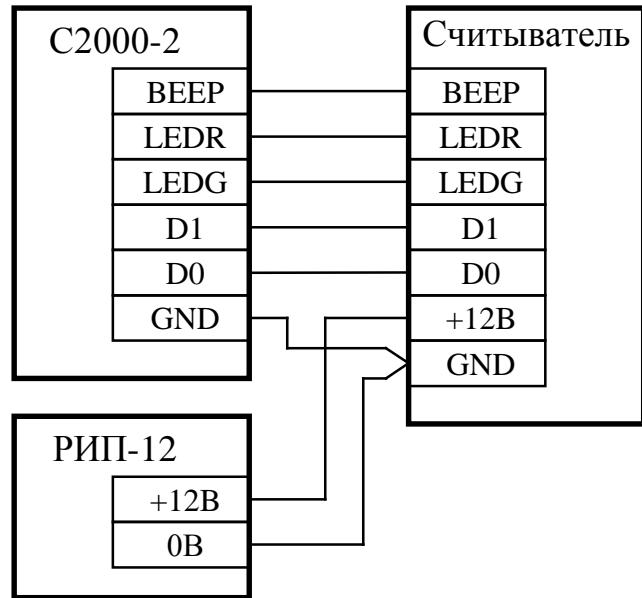 С2000-2
BEEP
LEDR
LEDG
D1
D0
GND
Считыватель
BEEP
LEDR
LEDG
D1
D0
+12В
GND
РИП-12
+12В
0В